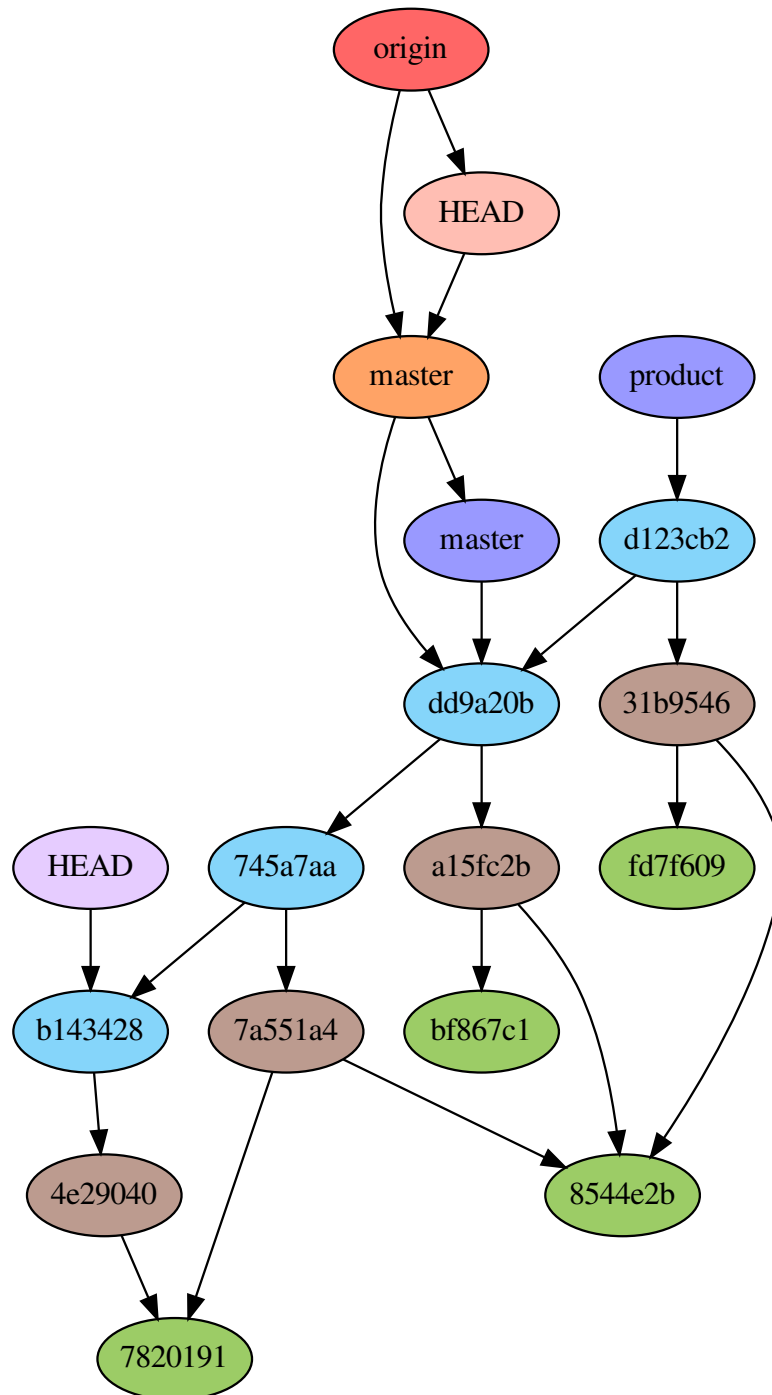 origin
HEAD
master
product
master
d123cb2
dd9a20b
31b9546
HEAD
745a7aa
a15fc2b
fd7f609
b143428
7a551a4
bf867c1
4e29040
8544e2b
7820191